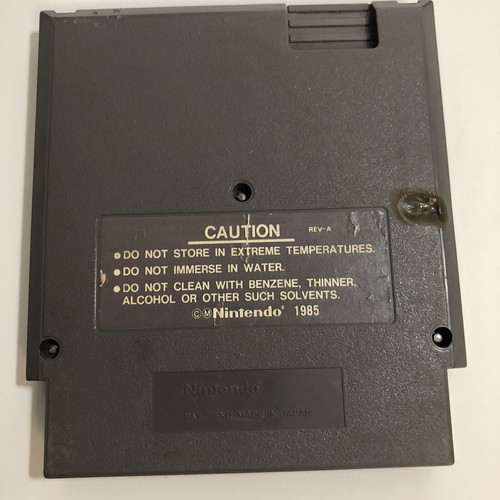 CAUTION REV-A
● DO NOT STORE IN EXTREME TEMPERATURES.
● DO NOT IMMERSE IN WATER.
● DO NOT CLEAN WITH BENZENE, THINNER,
ALCOHOL OR OTHER SUCH SOLVENTS.
©Ⓜ Nintendo® 1985
Nintendo®
MADE IN JAPAN